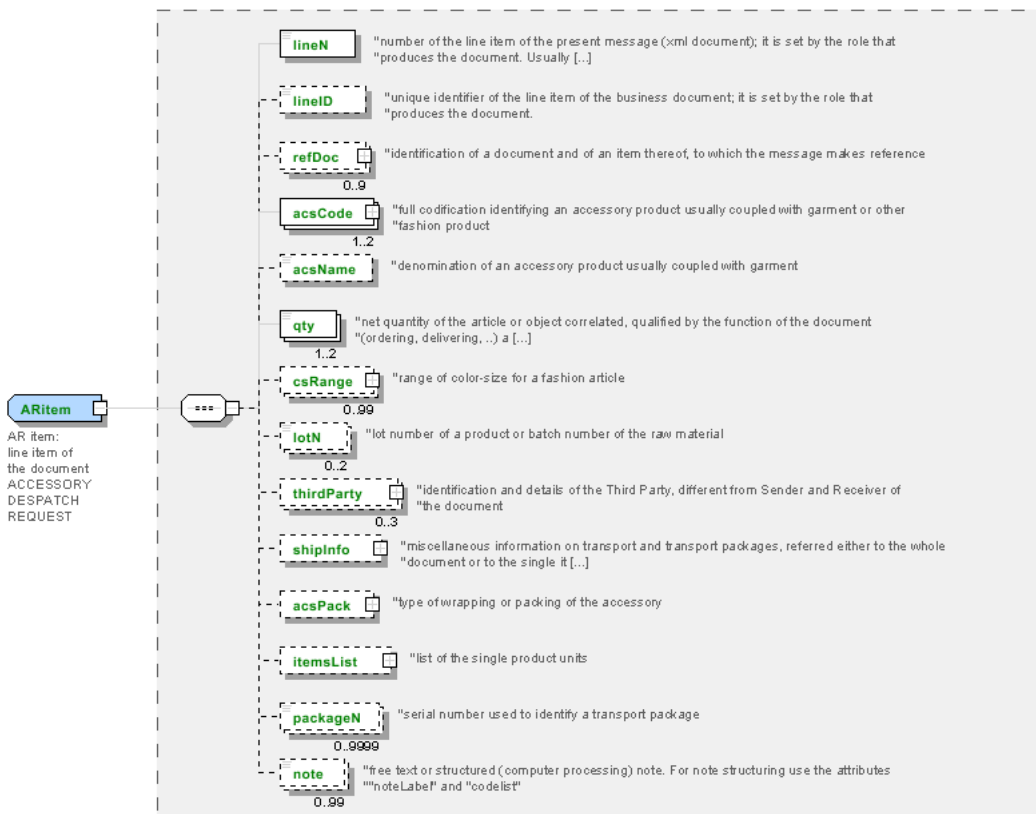 lineN
"number of the line item of the present message (xml document); it is set by the role that
"produces the document. Usually [...]
lineID
"unique identifier of the line item of the business document; it is set by the role that
"produces the document.
refDoc
"identification of a document and of an item thereof, to which the message makes reference
0..9
acsCode
"full codification identifying an accessory product usually coupled with garment or other
"fashion product
1..2
acsName
"denomination of an accessory product usually coupled with garment
qty
"net quantity of the article or object correlated, qualified by the function of the document
"(ordering, delivering, ..) a [...]
1..2
csRange
"range of color-size for a fashion article
0..99
ARitem
AR item:
line item of
the document
ACCESSORY
DESPATCH
REQUEST
lotN
"lot number of a product or batch number of the raw material
0..2
thirdParty
"identification and details of the Third Party, different from Sender and Receiver of
"the document
0..3
shipInfo
"miscellaneous information on transport and transport packages, referred either to the whole
"document or to the single it [...]
acsPack
"type of wrapping or packing of the accessory
itemsList
"list of the single product units
packageN
"serial number used to identify a transport package
0..9999
note
"free text or structured (computer processing) note. For note structuring use the attributes
""noteLabel" and "codelist"
0..99